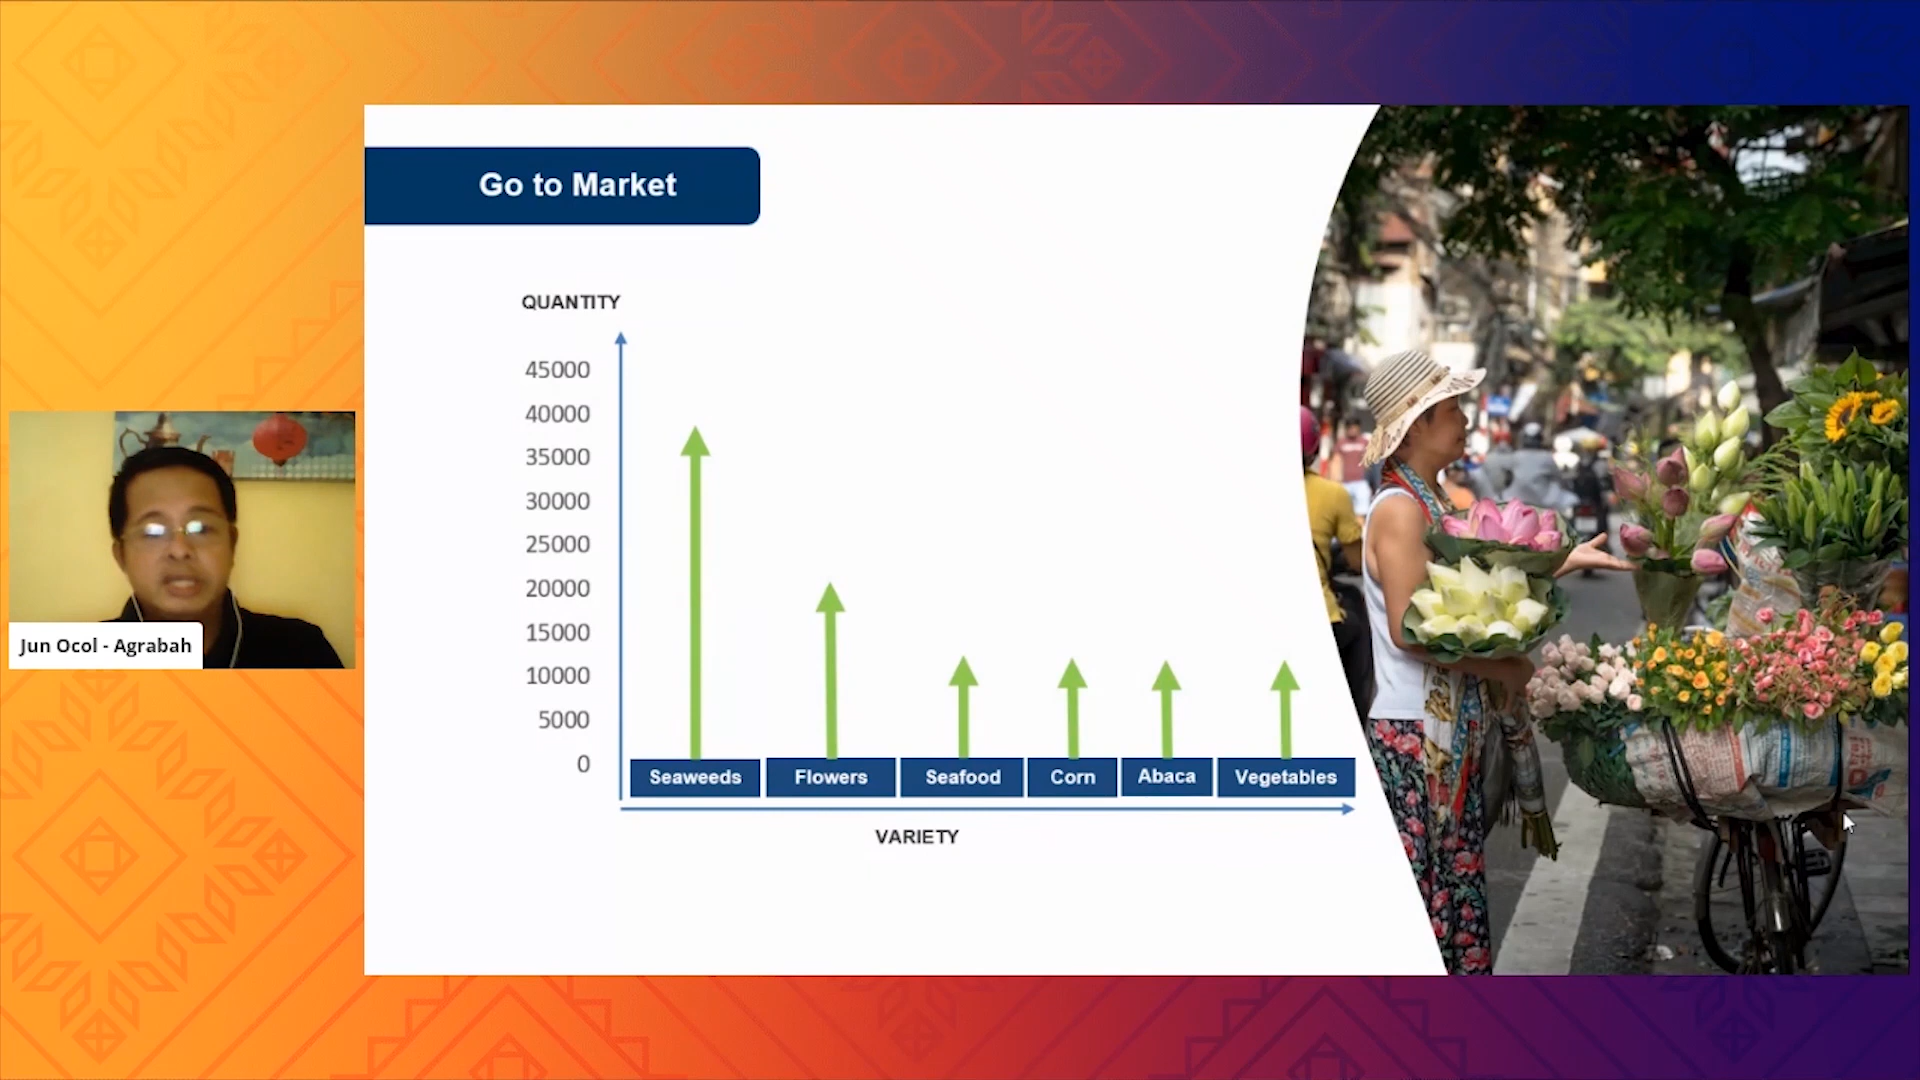 Go to Market
QUANTITY
45000
40000
35000
30000
25000
20000
15000
10000
5000
0
Seaweeds Flowers Seafood Corn Abaca Vegetables
VARIETY
Jun Ocol - Agrabah